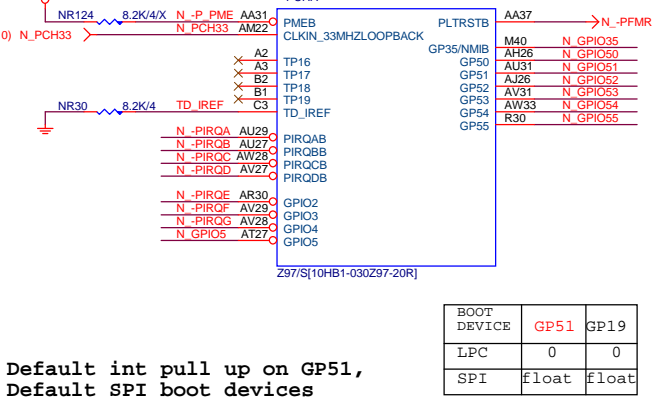 NR124 8.2K/4/X N_-P_PME AA31 PMEB PLTRSTB AA37 N_-PFMR
0) N_PCH33 N_PCH33 AM22 CLKIN_33MHZLOOPBACK
GP35/NMIB M40 N_GPIO35
A2 TP16 GP50 AH26 N_GPIO50
A3 TP17 GP51 AU31 N_GPIO51
B2 TP18 GP52 AJ26 N_GPIO52
B1 TP19 GP53 AV31 N_GPIO53
NR30 8.2K/4 TD_IREF C3 TD_IREF GP54 AW33 N_GPIO54
GP55 R30 N_GPIO55
N_-PIRQA AU29 PIRQAB
N_-PIRQB AU27 PIRQBB
N_-PIRQC AW28 PIRQCB
N_-PIRQD AV27 PIRQDB
N_-PIRQE AR30 GPIO2
N_-PIRQF AV29 GPIO3
N_-PIRQG AV28 GPIO4
N_GPIO5 AT27 GPIO5
Z97/S[10HB1-030Z97-20R]
BOOT DEVICE GP51 GP19
LPC 0 0
SPI float float
Default int pull up on GP51,
Default SPI boot devices